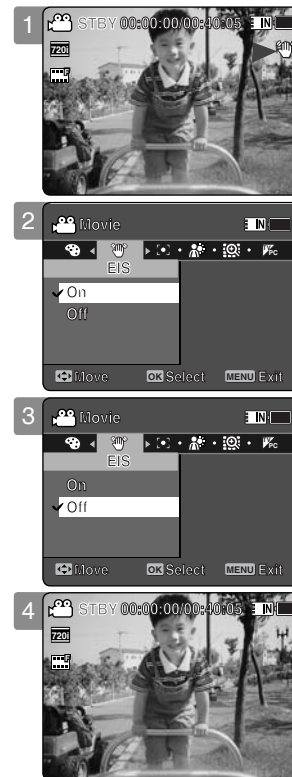 1
STBY 00:00:00/00:40:05 IN
720i
F
2
Movie IN
PC
EIS
On
Off
Move OK Select MENU Exit
3
Movie IN
PC
EIS
On
Off
Move OK Select MENU Exit
4
STBY 00:00:00/00:40:05 IN
720i
F